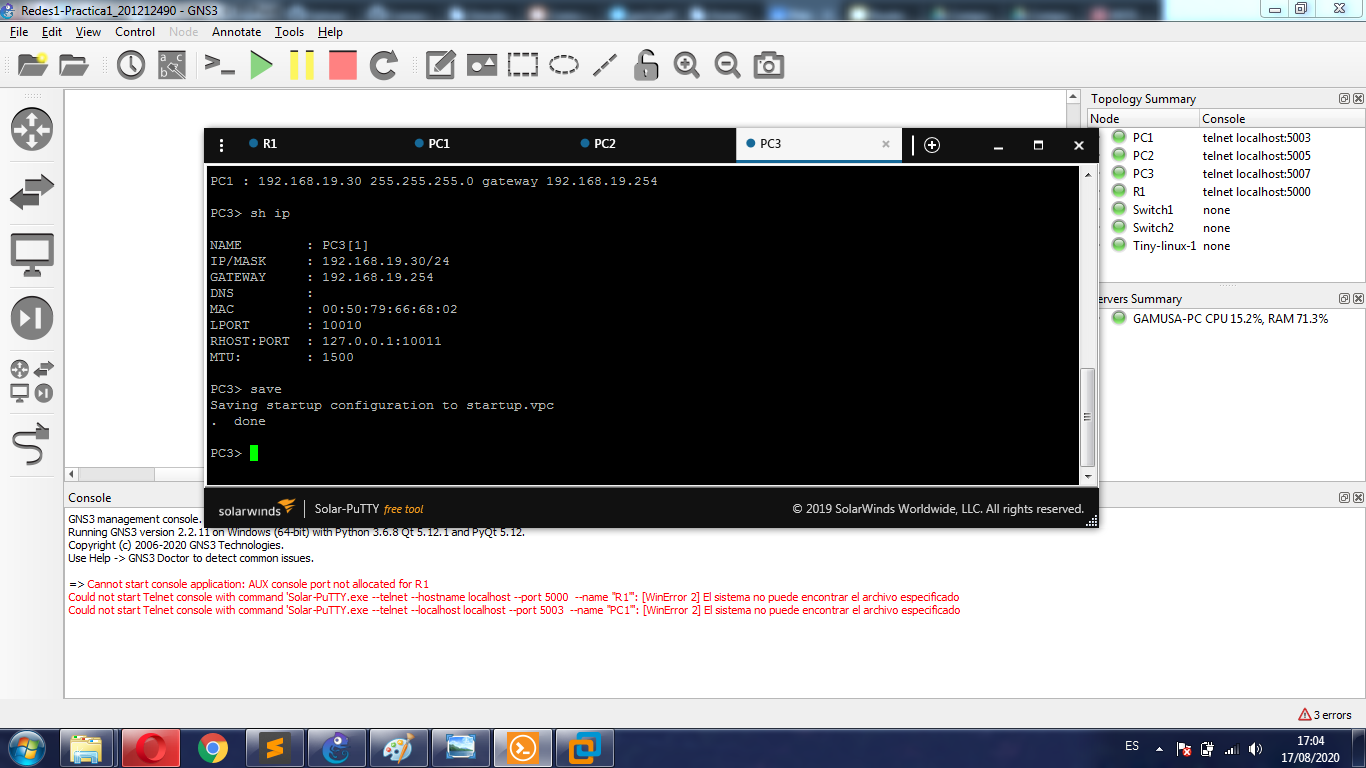 Redes1-Practica1_201212490 - GNS3
File Edit View Control Node Annotate Tools Help
Topology Summary
Node Console
PC1 telnet localhost:5003
PC2 telnet localhost:5005
PC3 telnet localhost:5007
R1 telnet localhost:5000
Switch1 none
Switch2 none
Tiny-linux-1 none
ervers Summary
GAMUSA-PC CPU 15.2%, RAM 71.3%
R1 PC1 PC2 PC3
PC1 : 192.168.19.30 255.255.255.0 gateway 192.168.19.254
PC3> sh ip
NAME : PC3[1]
IP/MASK : 192.168.19.30/24
GATEWAY : 192.168.19.254
DNS :
MAC : 00:50:79:66:68:02
LPORT : 10010
RHOST:PORT : 127.0.0.1:10011
MTU: : 1500
PC3> save
Saving startup configuration to startup.vpc
. done
PC3>
solarwinds Solar-PuTTY free tool © 2019 SolarWinds Worldwide, LLC. All rights reserved.
Console
GNS3 management console.
Running GNS3 version 2.2.11 on Windows (64-bit) with Python 3.6.8 Qt 5.12.1 and PyQt 5.12.
Copyright (c) 2006-2020 GNS3 Technologies.
Use Help -> GNS3 Doctor to detect common issues.
=> Cannot start console application: AUX console port not allocated for R1
Could not start Telnet console with command 'Solar-PuTTY.exe --telnet --hostname localhost --port 5000 --name "R1"': [WinError 2] El sistema no puede encontrar el archivo especificado
Could not start Telnet console with command 'Solar-PuTTY.exe --telnet --localhost localhost --port 5003 --name "PC1"': [WinError 2] El sistema no puede encontrar el archivo especificado
3 errors
ES
17:04
17/08/2020